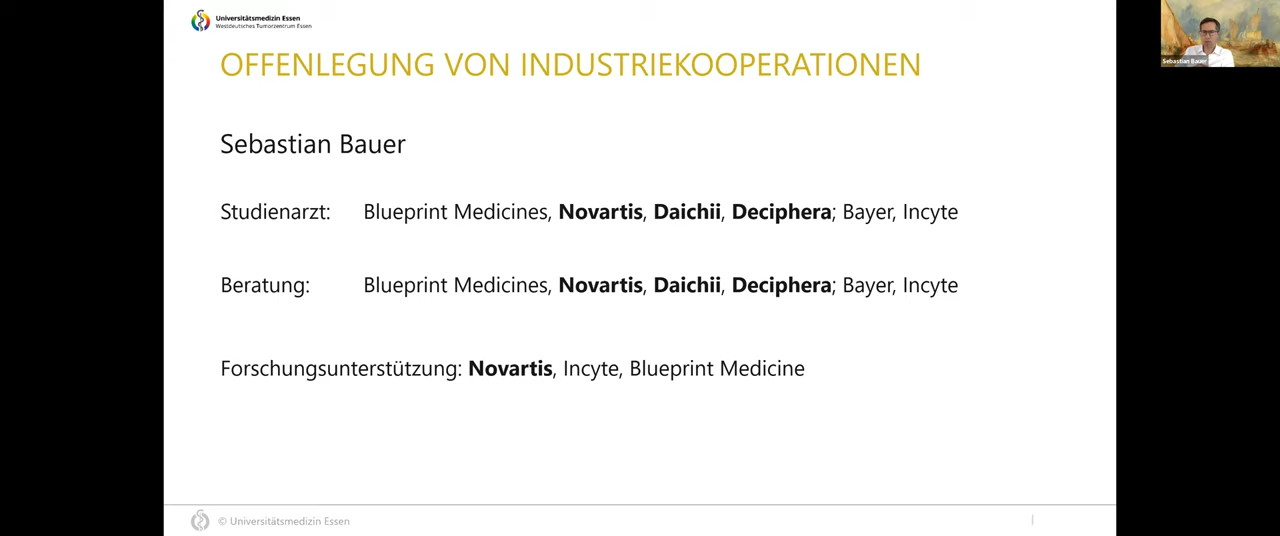 Universitätsmedizin Essen
Westdeutsches Tumorzentrum Essen
OFFENLEGUNG VON INDUSTRIEKOOPERATIONEN
Sebastian Bauer
Sebastian Bauer
Studienarzt: Blueprint Medicines, Novartis, Daichii, Deciphera; Bayer, Incyte
Beratung: Blueprint Medicines, Novartis, Daichii, Deciphera; Bayer, Incyte
Forschungsunterstützung: Novartis, Incyte, Blueprint Medicine
© Universitätsmedizin Essen